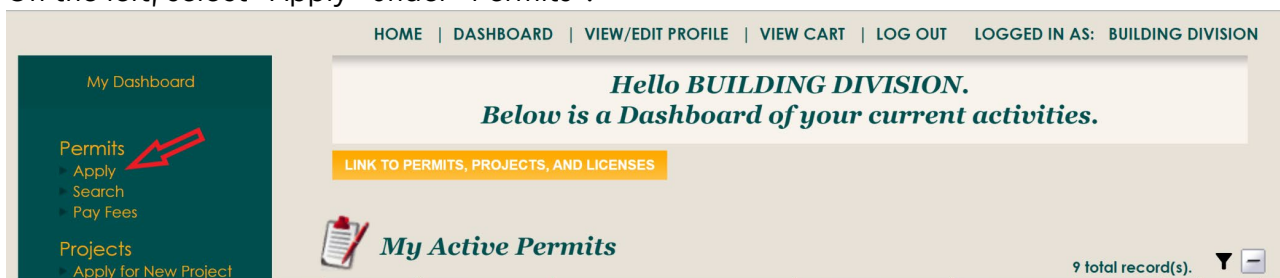 On the left, select "Apply" under "Permits".
HOME | DASHBOARD | VIEW/EDIT PROFILE | VIEW CART | LOG OUT LOGGED IN AS: BUILDING DIVISION
My Dashboard
Hello BUILDING DIVISION.
Below is a Dashboard of your current activities.
Permits
Apply
Search
Pay Fees
LINK TO PERMITS, PROJECTS, AND LICENSES
Projects
Apply for New Project
My Active Permits
9 total record(s).